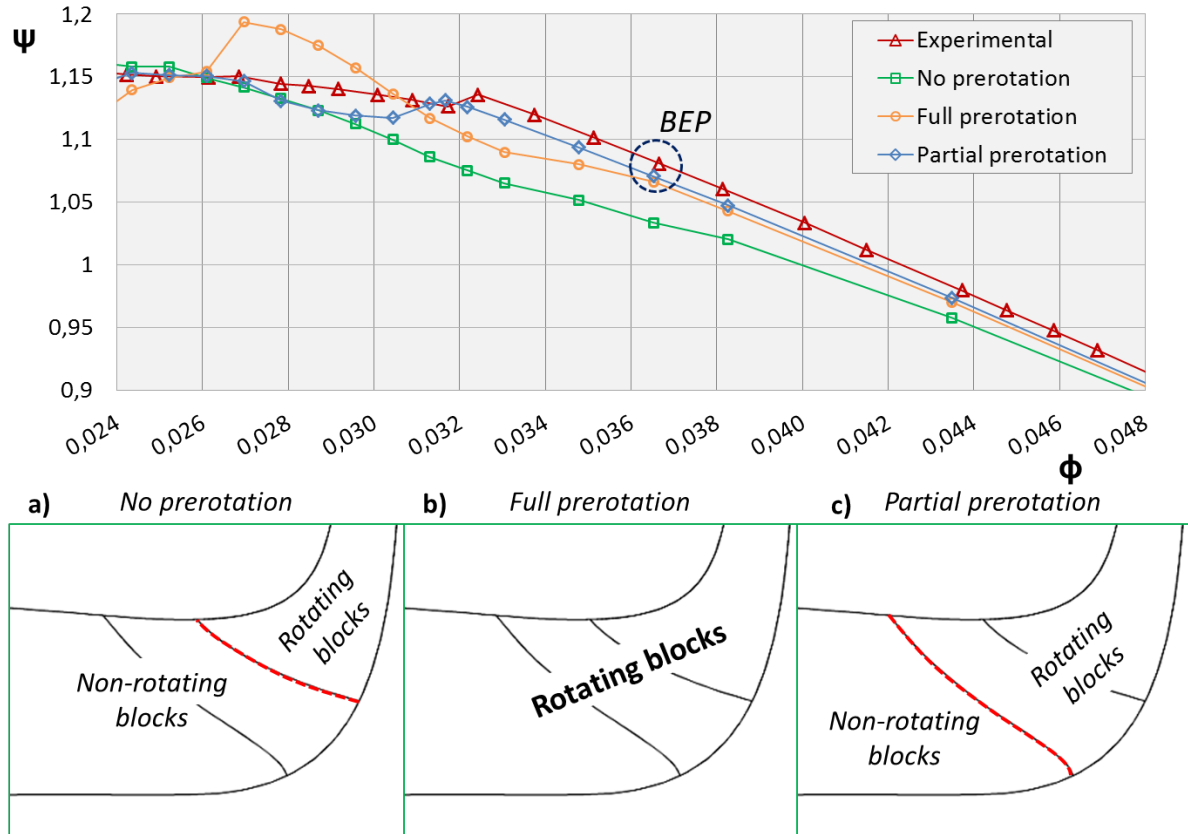 Ψ
1,2
1,15
1,1
1,05
1
0,95
0,9
Experimental
No prerotation
Full prerotation
Partial prerotation
BEP
0,024
0,026
0,028
0,030
0,032
0,034
0,036
0,038
0,040
0,042
0,044
0,046
0,048
Φ
a) No prerotation
Rotating
blocks
Non-rotating
blocks
b) Full prerotation
Rotating blocks
c) Partial prerotation
Rotating
blocks
Non-rotating
blocks